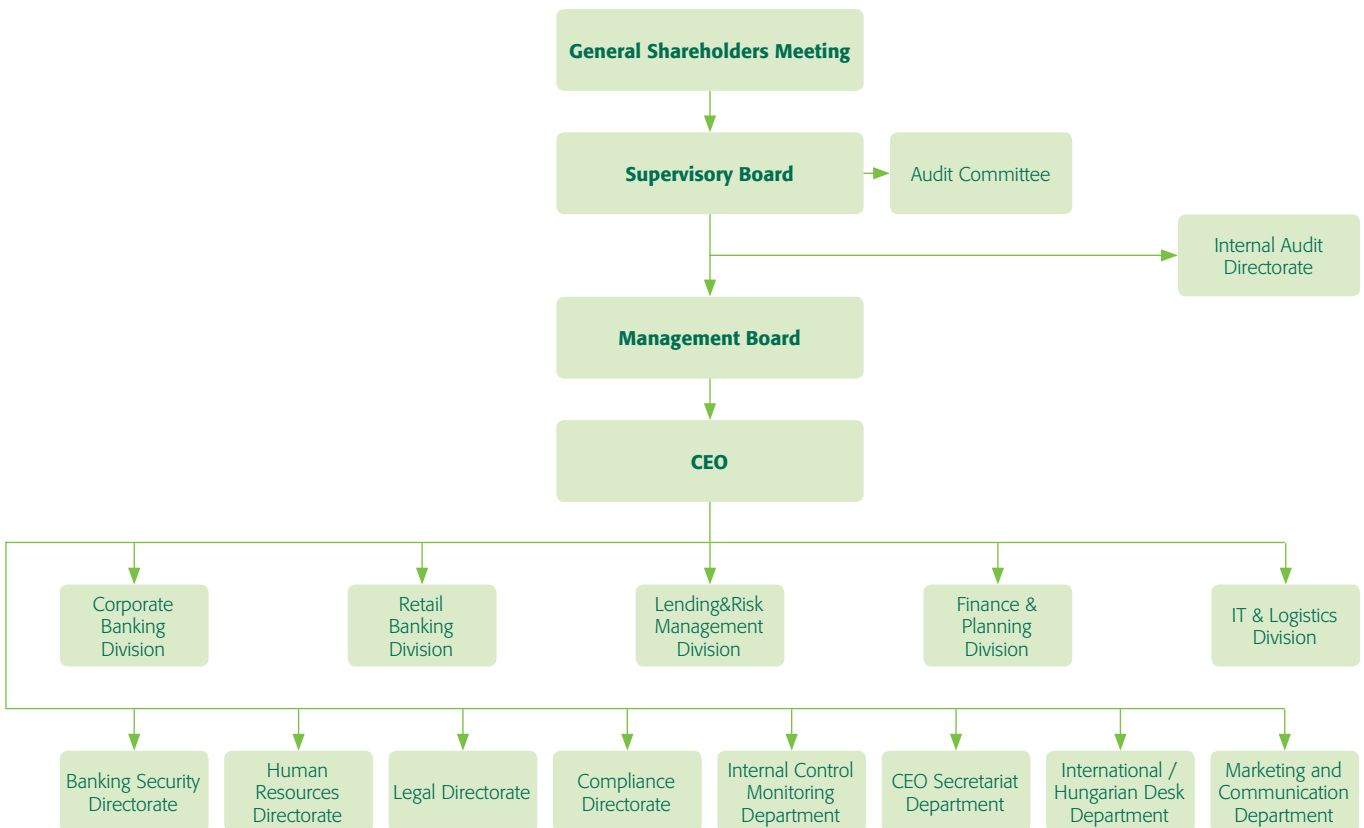 General Shareholders Meeting
Supervisory Board
Audit Committee
Internal Audit
Directorate
Management Board
CEO
Corporate
Banking
Division
Retail
Banking
Division
Lending&Risk
Management
Division
Finance &
Planning
Division
IT & Logistics
Division
Banking Security
Directorate
Human
Resources
Directorate
Legal Directorate
Compliance
Directorate
Internal Control
Monitoring
Department
CEO Secretariat
Department
International /
Hungarian Desk
Department
Marketing and
Communication
Department